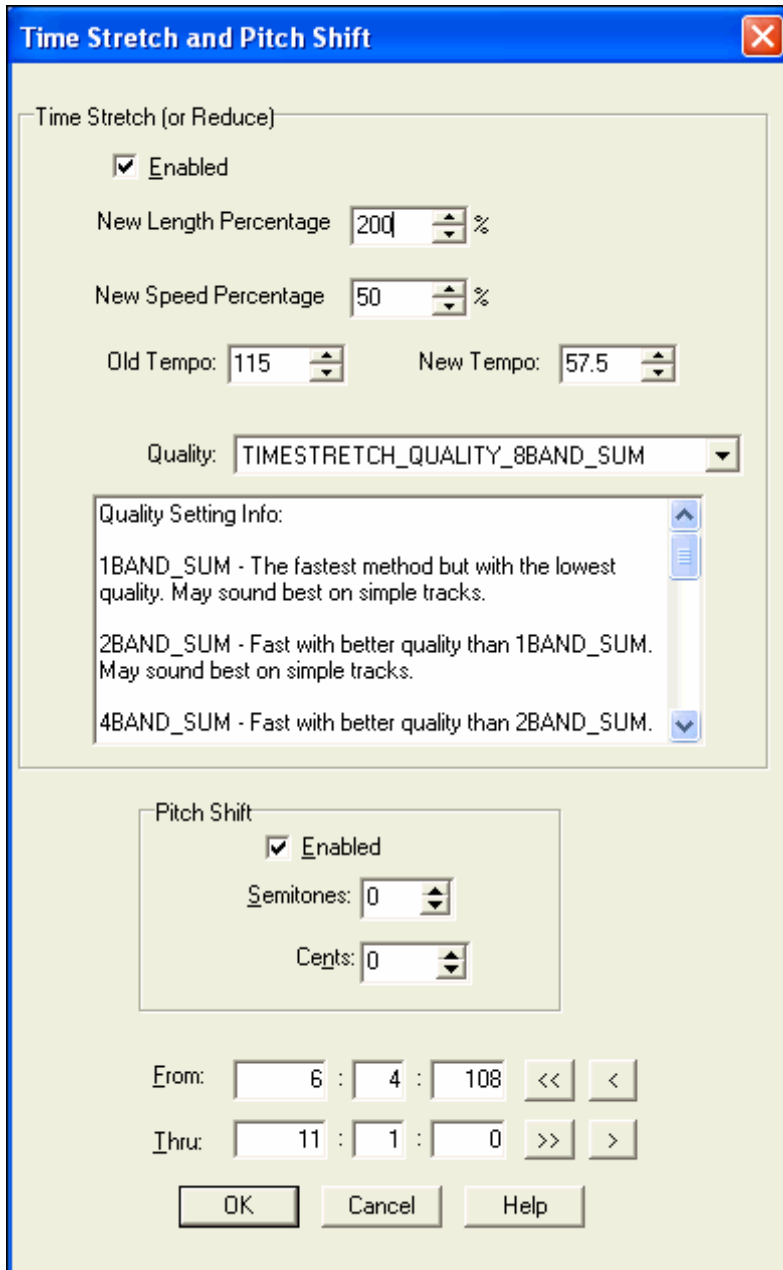 Time Stretch and Pitch Shift
Time Stretch (or Reduce)
Enabled
New Length Percentage 200 %
New Speed Percentage 50 %
Old Tempo: 115 New Tempo: 57.5
Quality: TIMESTRETCH_QUALITY_8BAND_SUM
Quality Setting Info:
1BAND_SUM - The fastest method but with the lowest
quality. May sound best on simple tracks.
2BAND_SUM - Fast with better quality than 1BAND_SUM.
May sound best on simple tracks.
4BAND_SUM - Fast with better quality than 2BAND_SUM.
Pitch Shift
Enabled
Semitones: 0
Cents: 0
From: 6 : 4 : 108 << <
Thru: 11 : 1 : 0 >> >
OK Cancel Help